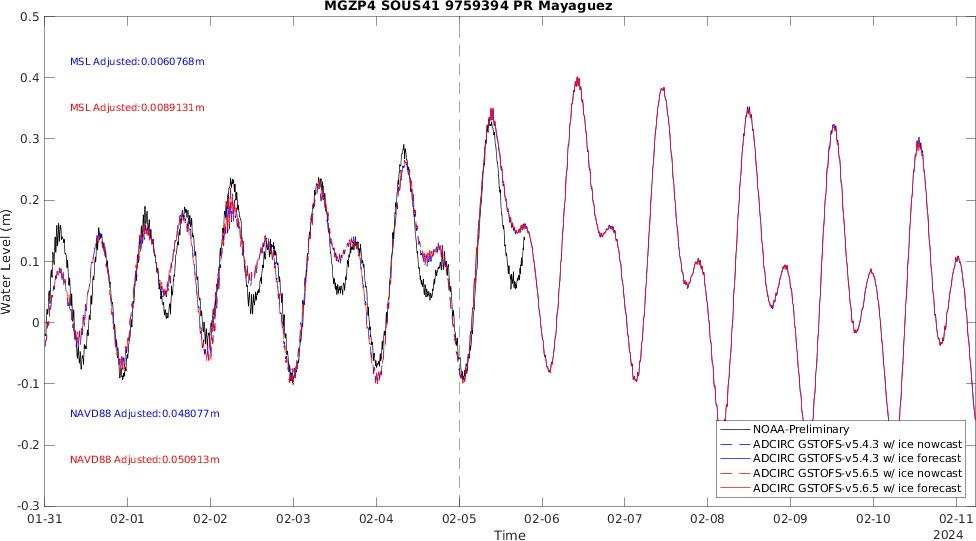 MGZP4 SOUS41 9759394 PR Mayaguez
0.5
0.4
0.3
0.2
0.1
0
-0.1
-0.2
-0.3
Water Level (m)
MSL Adjusted:0.0060768m
MSL Adjusted:0.0089131m
NAVD88 Adjusted:0.048077m
NAVD88 Adjusted:0.050913m
NOAA-Preliminary
ADCIRC GSTOFS-v5.4.3 w/ ice nowcast
ADCIRC GSTOFS-v5.4.3 w/ ice forecast
ADCIRC GSTOFS-v5.6.5 w/ ice nowcast
ADCIRC GSTOFS-v5.6.5 w/ ice forecast
01-31 02-01 02-02 02-03 02-04 02-05 02-06 02-07 02-08 02-09 02-10 02-11
2024
Time